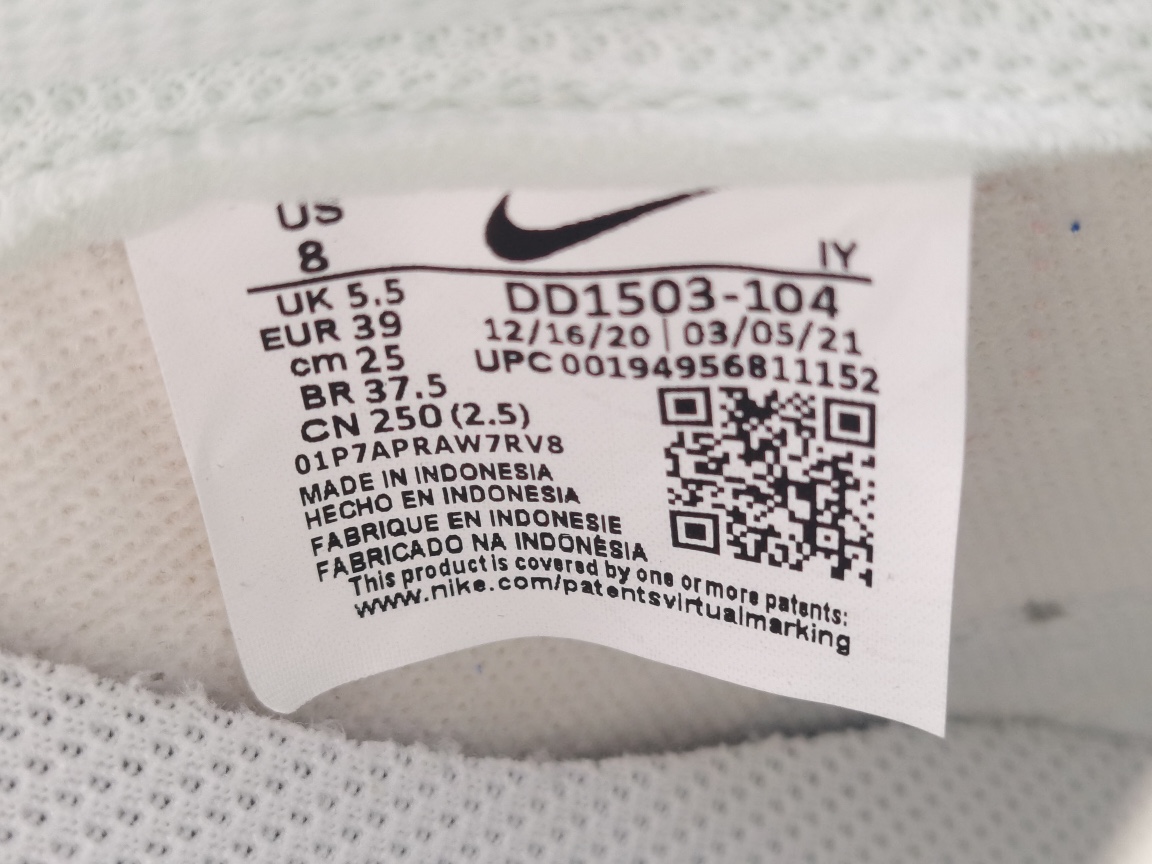 US
8
IY
UK 5.5
EUR 39
cm 25
BR 37.5
CN 250 (2.5)
01P7APRAW7RV8
DD1503-104
12/16/20 | 03/05/21
UPC 00194956811152
MADE IN INDONESIA
HECHO EN INDONESIA
FABRIQUE EN INDONESIE
FABRICADO NA INDONÉSIA
This product is covered by one or more patents:
www.nike.com/patentsvirtualmarking